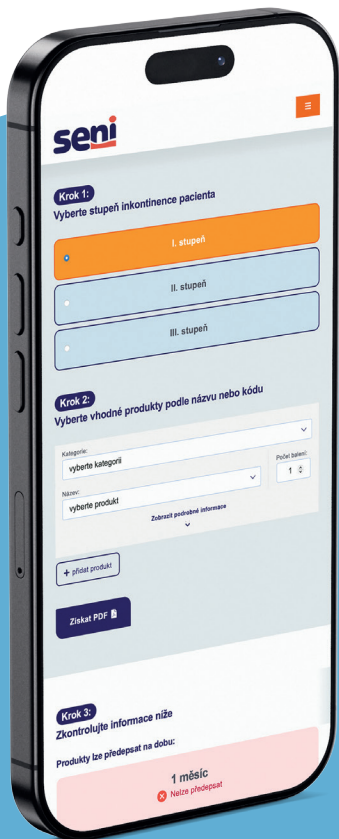 seni
Krok 1:
Vyberte stupeň inkontinence pacienta
I. stupeň
II. stupeň
III. stupeň
Krok 2:
Vyberte vhodné produkty podle názvu nebo kódu
Kategorie:
vyberte kategorii
Název:
vyberte produkt
Počet balení:
1
Zobrazit podrobné informace
+ přidat produkt
Získat PDF
Krok 3:
Zkontrolujte informace níže
Produkty lze předepsat na dobu:
1 měsíc
Nelze předepsat